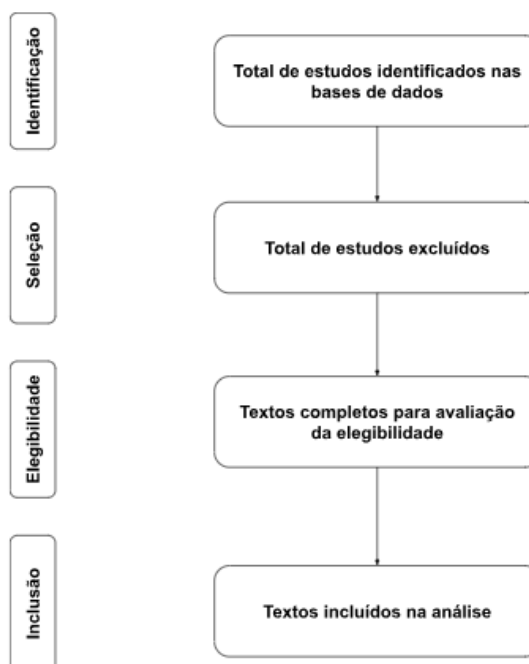 Identificação
Total de estudos identificados nas
bases de dados
Seleção
Total de estudos excluídos
Elegibilidade
Textos completos para avaliação
da elegibilidade
Inclusão
Textos incluídos na análise